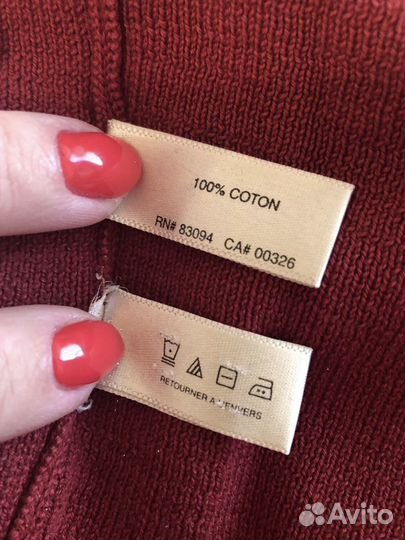 100% COTON
RN# 83094 CA# 00326
RETOURNER A L'ENVERS
Avito